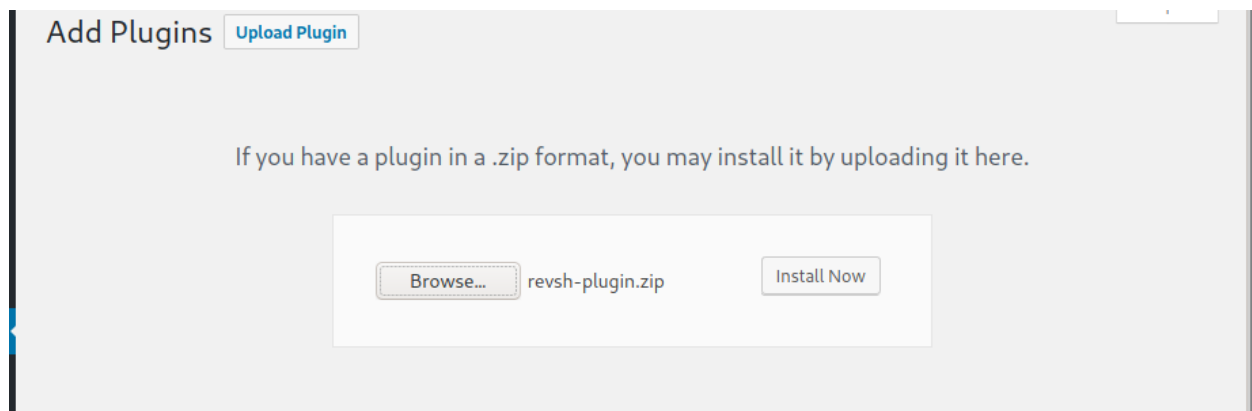 Add Plugins Upload Plugin
If you have a plugin in a .zip format, you may install it by uploading it here.
Browse... revsh-plugin.zip Install Now